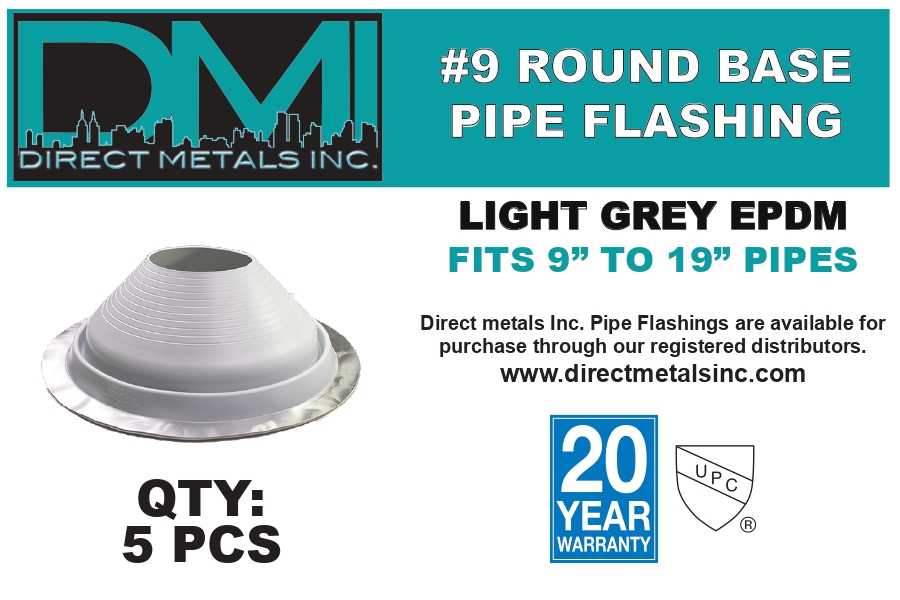 DMI
DIRECT METALS INC.
#9 ROUND BASE
PIPE FLASHING
LIGHT GREY EPDM
FITS 9” TO 19” PIPES
Direct metals Inc. Pipe Flashings are available for
purchase through our registered distributors.
www.directmetalsinc.com
QTY:
5 PCS
20
YEAR
WARRANTY
UPC
®